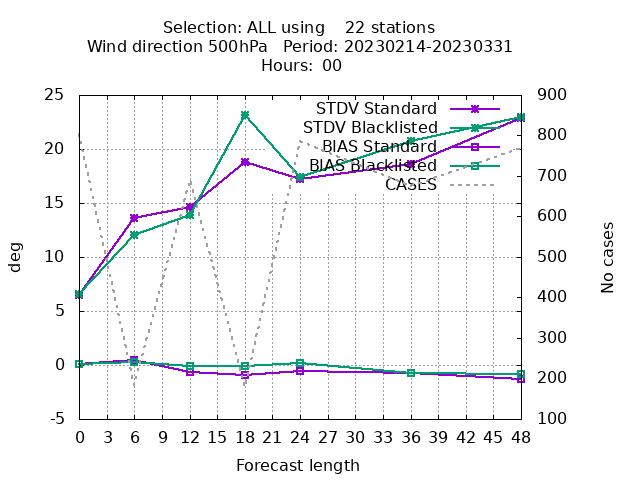 Selection: ALL using    22 stations
Wind direction 500hPa   Period: 20230214-20230331
Hours: 00
STDV Standard
STDV Blacklisted
BIAS Standard
BIAS Blacklisted
CASES
deg
25
20
15
10
5
0
-5
900
800
700
600
500
400
300
200
100
No cases
0 3 6 9 12 15 18 21 24 27 30 33 36 39 42 45 48
Forecast length